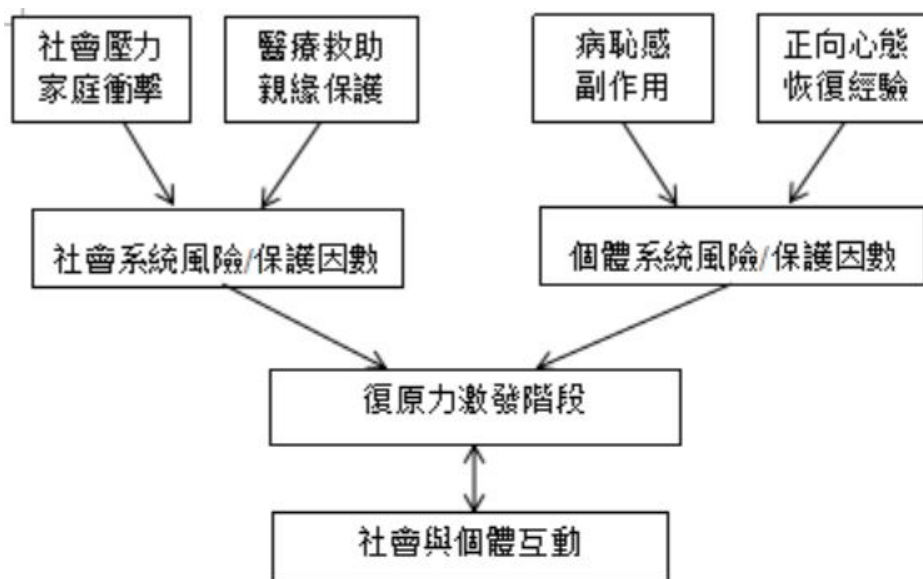 社會壓力
家庭衝擊
醫療救助
親緣保護
病恥感
副作用
正向心態
恢復經驗
社會系統風險/保護因數
個體系統風險/保護因數
復原力激發階段
社會與個體互動